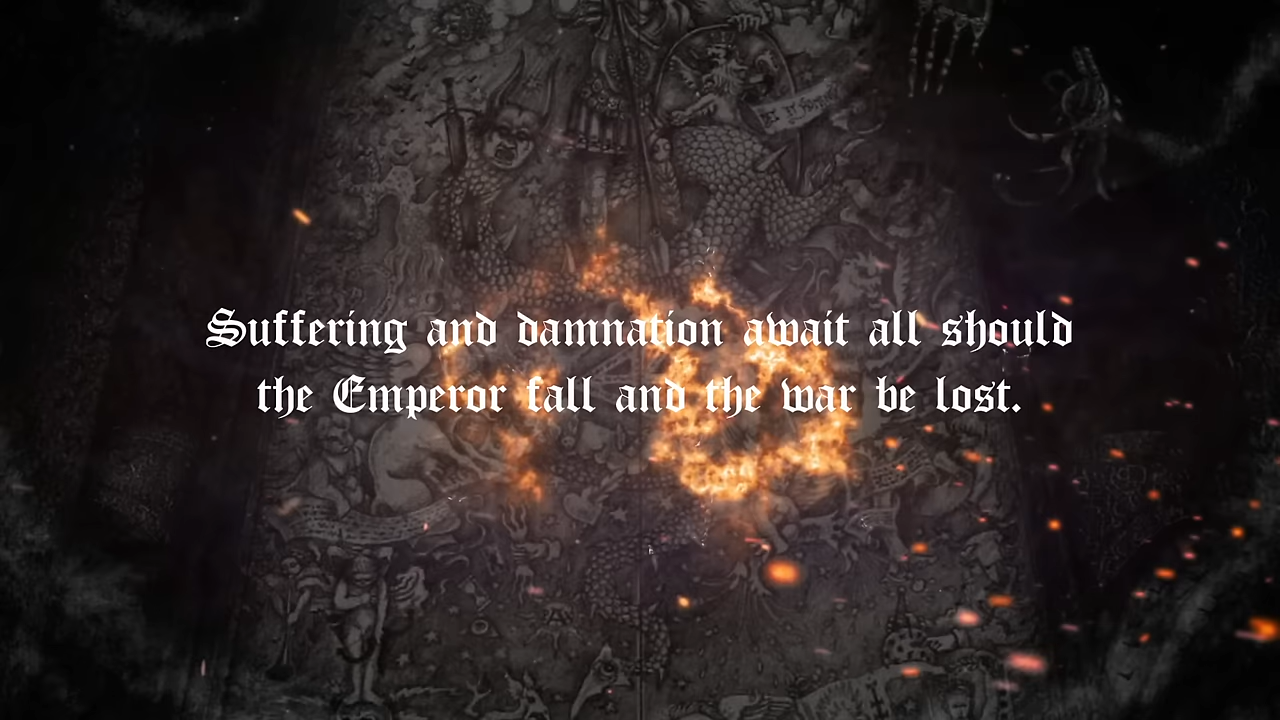 Suffering and damnation await all should
the Emperor fall and the war be lost.